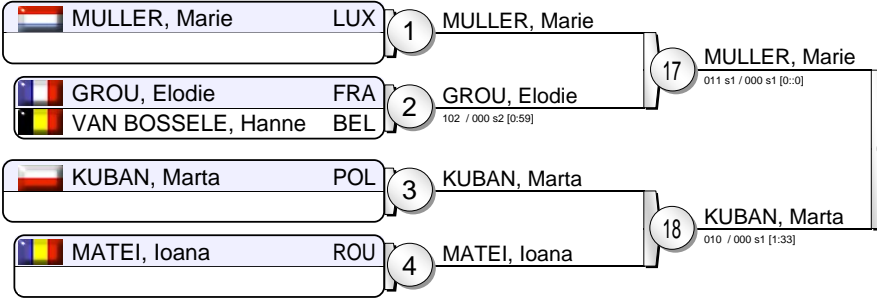 MULLER, Marie LUX
1
MULLER, Marie
GROU, Elodie FRA
VAN BOSSELE, Hanne BEL
2
GROU, Elodie
102 / 000 s2 [0:59]
17
MULLER, Marie
011 s1 / 000 s1 [0::0]
KUBAN, Marta POL
3
KUBAN, Marta
MATEI, Ioana ROU
4
MATEI, Ioana
18
KUBAN, Marta
010 / 000 s1 [1:33]